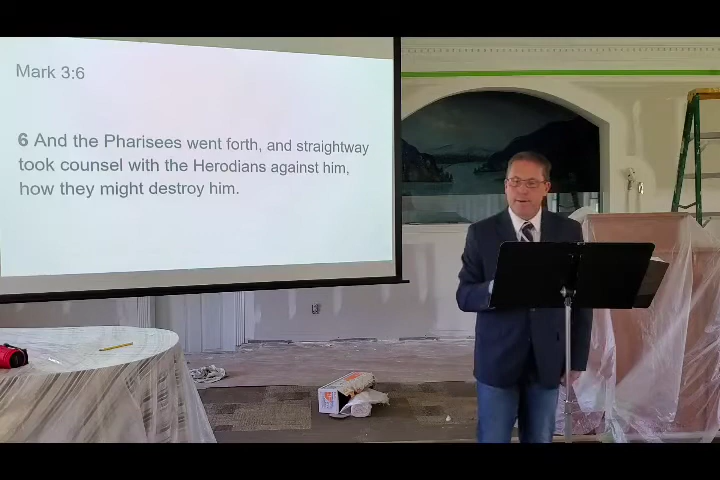 Mark 3:6
6 And the Pharisees went forth, and straightway
took counsel with the Herodians against him,
how they might destroy him.